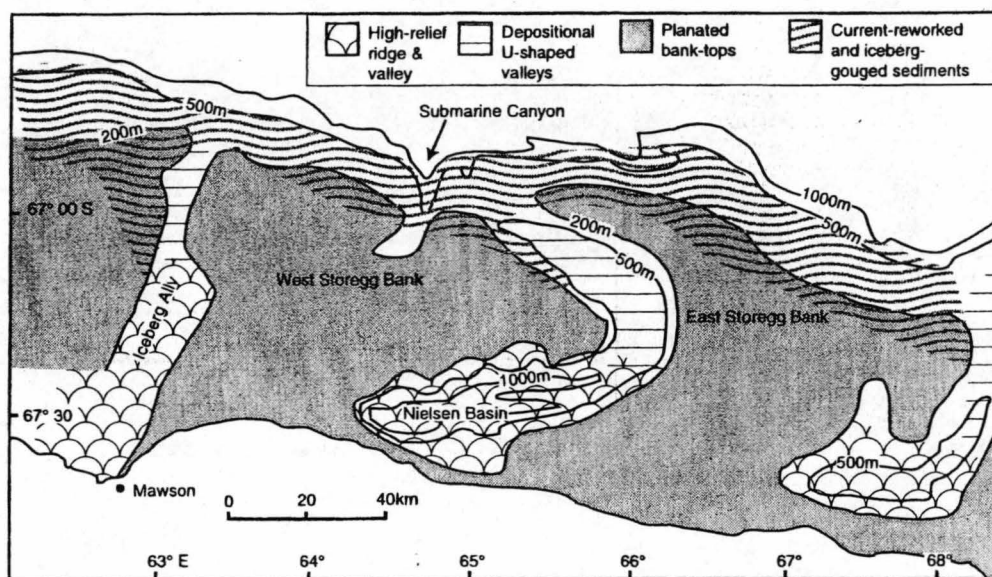 High-relief
ridge &
valley
Depositional
U-shaped
valleys
Planated
bank-tops
Current-reworked
and iceberg-
gouged sediments
500m
Submarine Canyon
200m
1000m
67° 00 S
200m
500m
500m
West Storegg Bank
Iceberg Ally
East Storegg Bank
1000m
67° 30
Nielsen Basin
500m
Mawson
0 20 40km
63° E 64° 65° 66° 67° 68°